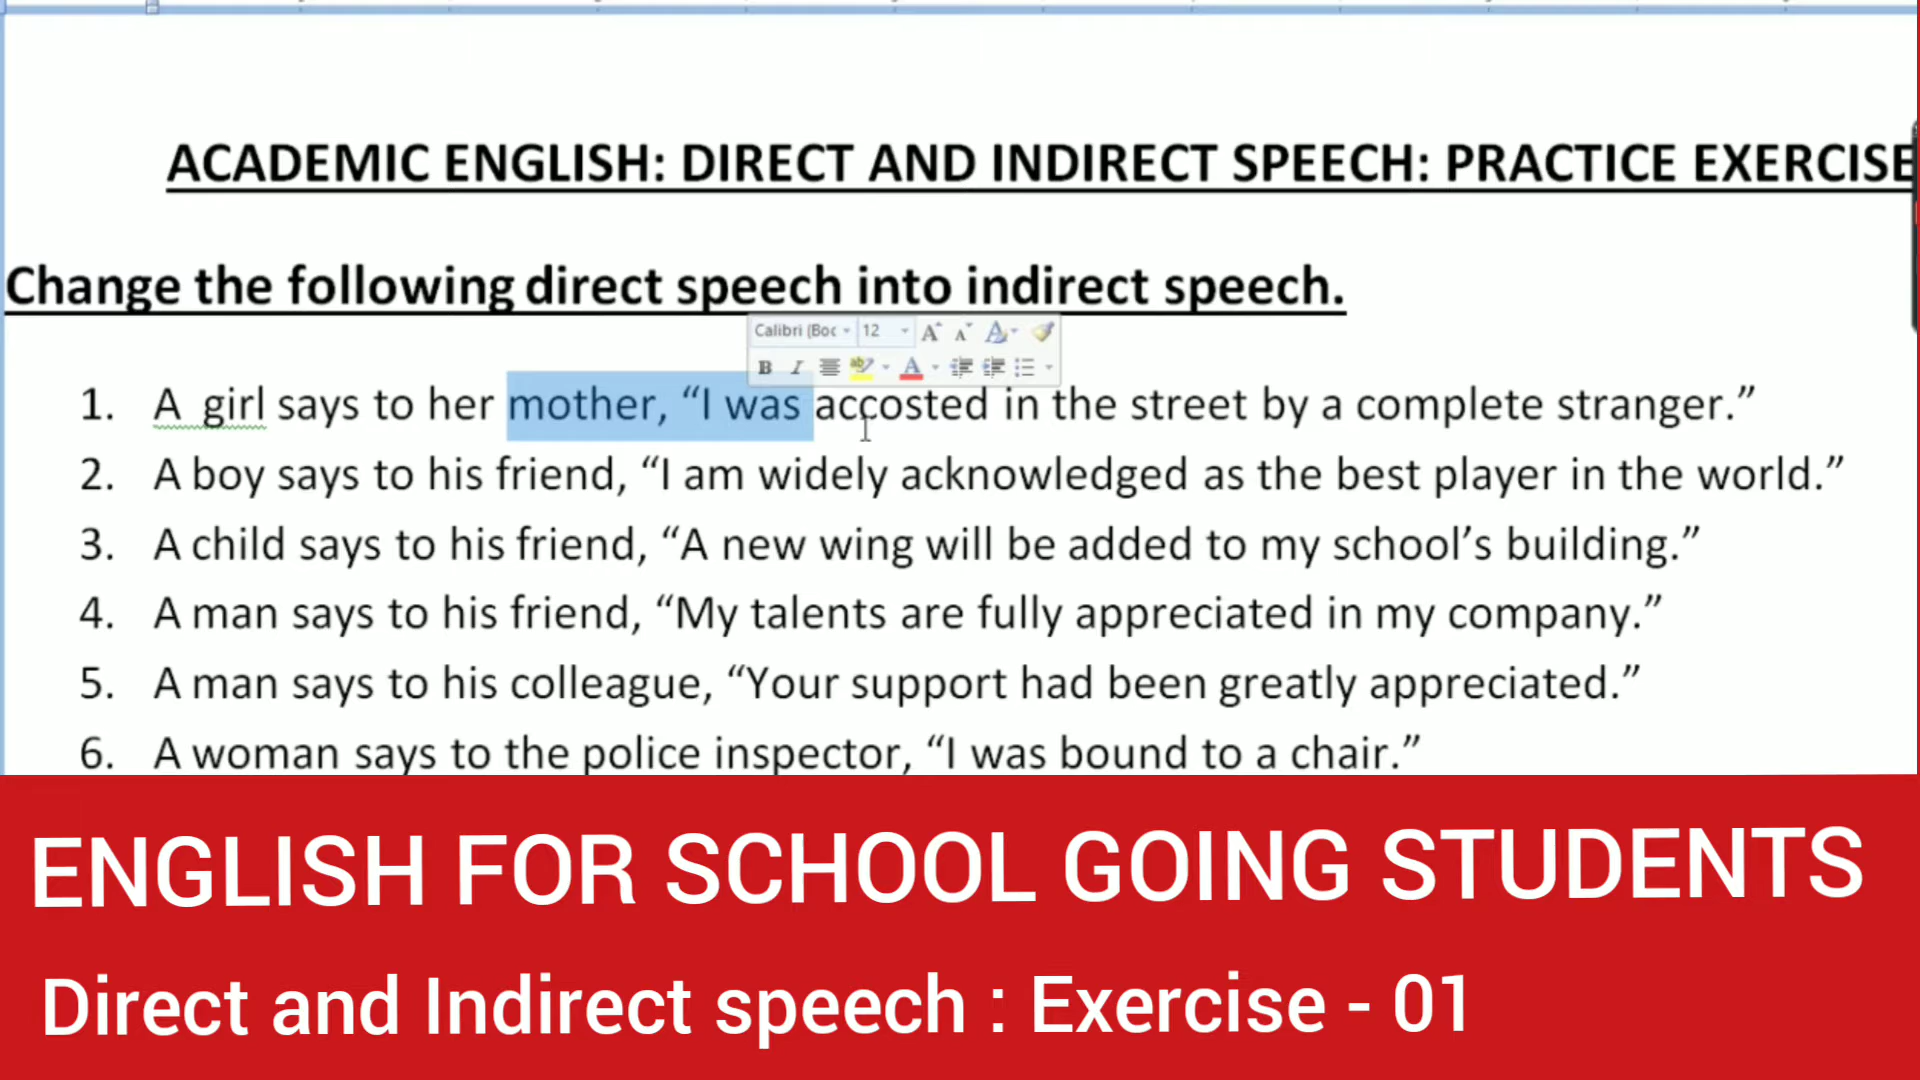 ACADEMIC ENGLISH: DIRECT AND INDIRECT SPEECH: PRACTICE EXERCISE
Change the following direct speech into indirect speech.
Calibri (Boc 12
1. A girl says to her mother, “I was accosted in the street by a complete stranger.”
2. A boy says to his friend, “I am widely acknowledged as the best player in the world.”
3. A child says to his friend, “A new wing will be added to my school’s building.”
4. A man says to his friend, “My talents are fully appreciated in my company.”
5. A man says to his colleague, “Your support had been greatly appreciated.”
6. A woman says to the police inspector, “I was bound to a chair.”
ENGLISH FOR SCHOOL GOING STUDENTS
Direct and Indirect speech : Exercise - 01